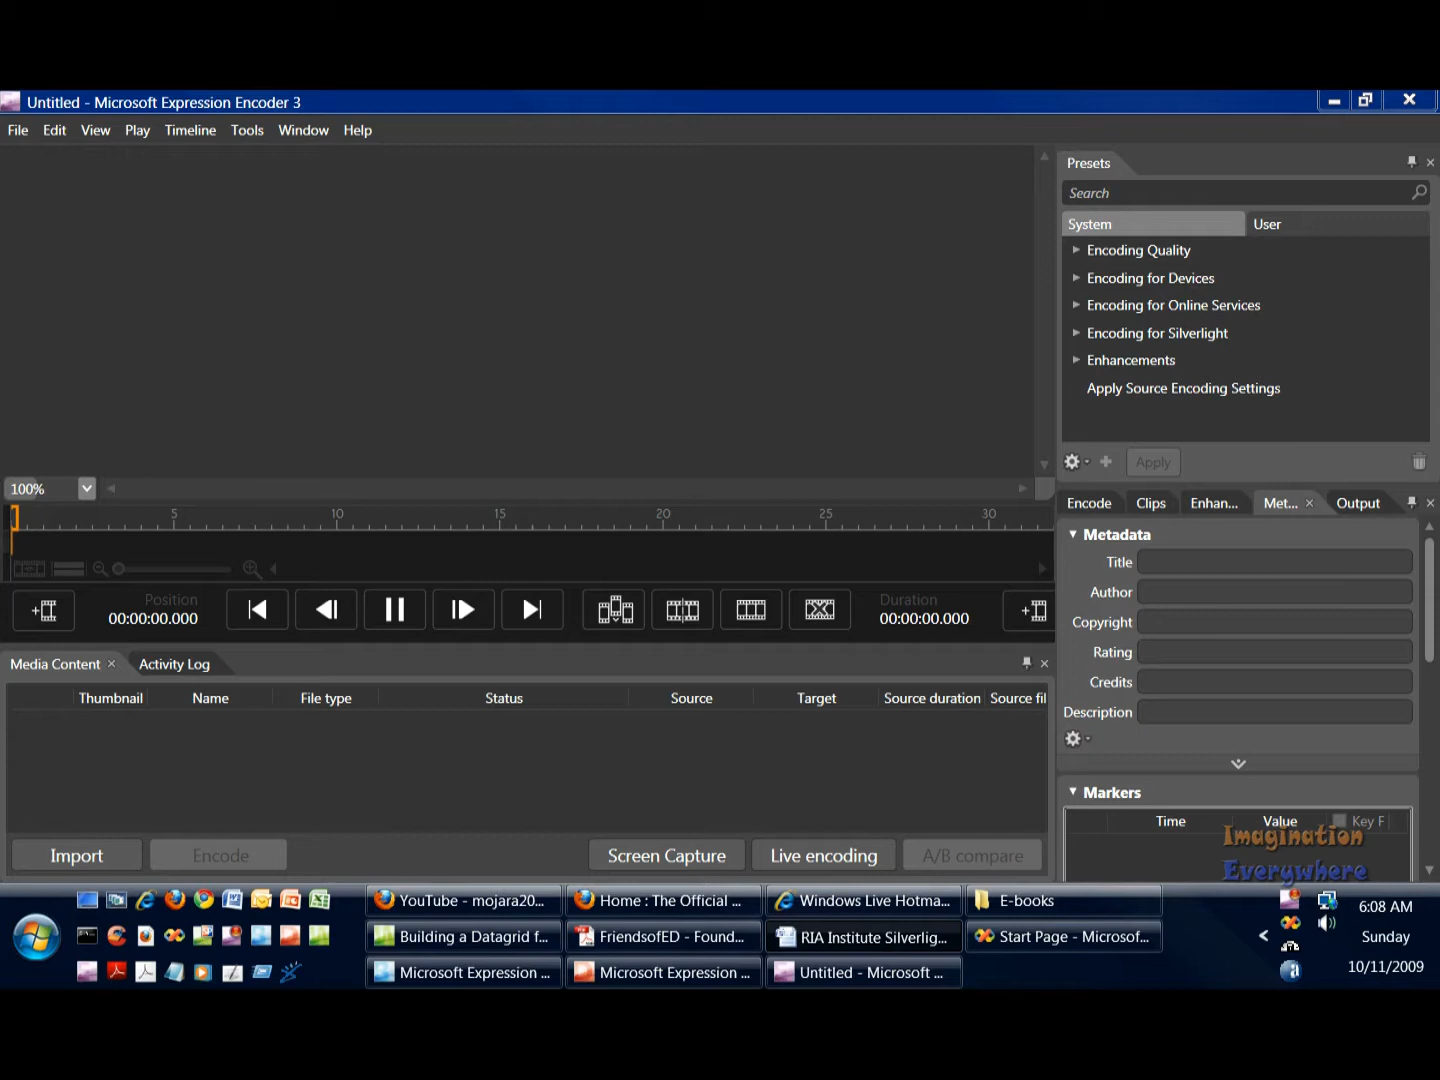 Untitled - Microsoft Expression Encoder 3
File Edit View Play Timeline Tools Window Help
Presets
Search
System User
Encoding Quality
Encoding for Devices
Encoding for Online Services
Encoding for Silverlight
Enhancements
Apply Source Encoding Settings
Apply
100%
5 10 15 20 25 30
Position
00:00:00.000
Duration
00:00:00.000
Encode Clips Enhan... Met... Output
Metadata
Title
Author
Copyright
Rating
Credits
Description
Markers
Time Value Key F
Media Content Activity Log
Thumbnail Name File type Status Source Target Source duration Source fil
Import Encode Screen Capture Live encoding A/B compare
Imagination
Everywhere
YouTube - mojara20... Home : The Official ... Windows Live Hotma... E-books
Building a Datagrid f... FriendsofED - Found... RIA Institute Silverlig... Start Page - Microsof...
Microsoft Expression ... Microsoft Expression ... Untitled - Microsoft ...
6:08 AM
Sunday
10/11/2009